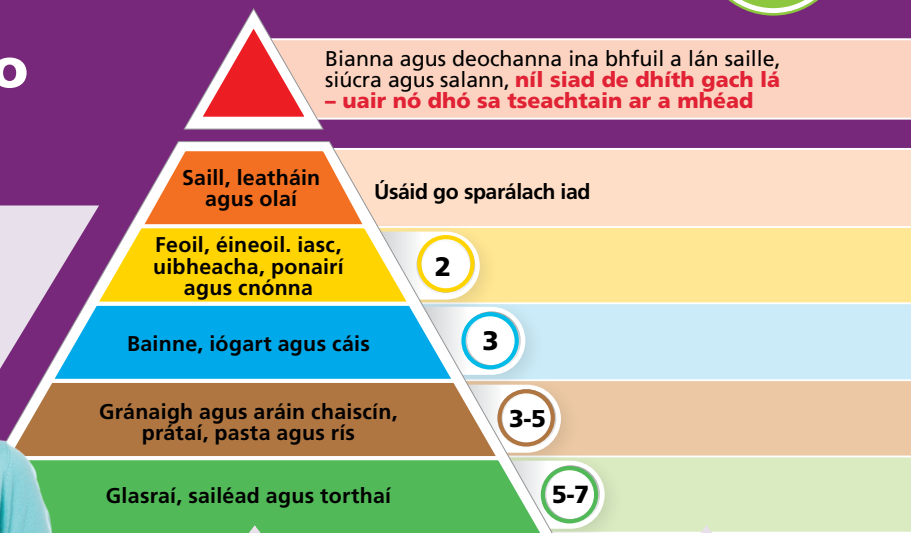 o
Bianna agus deochanna ina bhfuil a lán saille,
siúcra agus salann, níl siad de dhíth gach lá
– uair nó dhó sa tseachtain ar a mhéad
Saill, leatháin
agus olaí
Úsáid go sparálach iad
Feoil, éineoil. iasc,
uibheacha, ponairí
agus cnónna
2
Bainne, iógart agus cáis
3
Gránaigh agus aráin chaiscín,
prátaí, pasta agus rís
3-5
Glasraí, sailéad agus torthaí
5-7